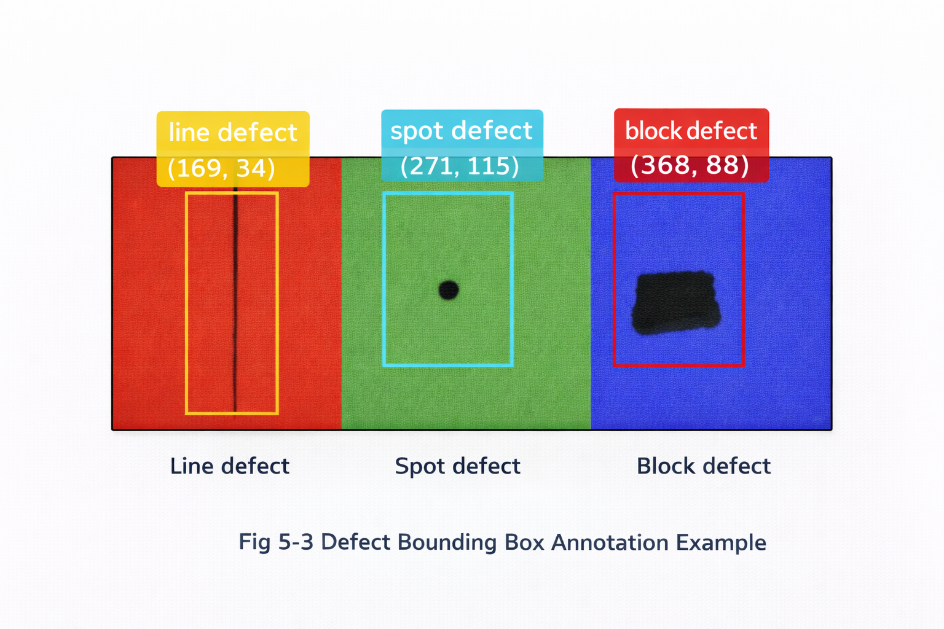 line defect
(169, 34)
spot defect
(271, 115)
block defect
(368, 88)
Line defect
Spot defect
Block defect
Fig 5-3 Defect Bounding Box Annotation Example